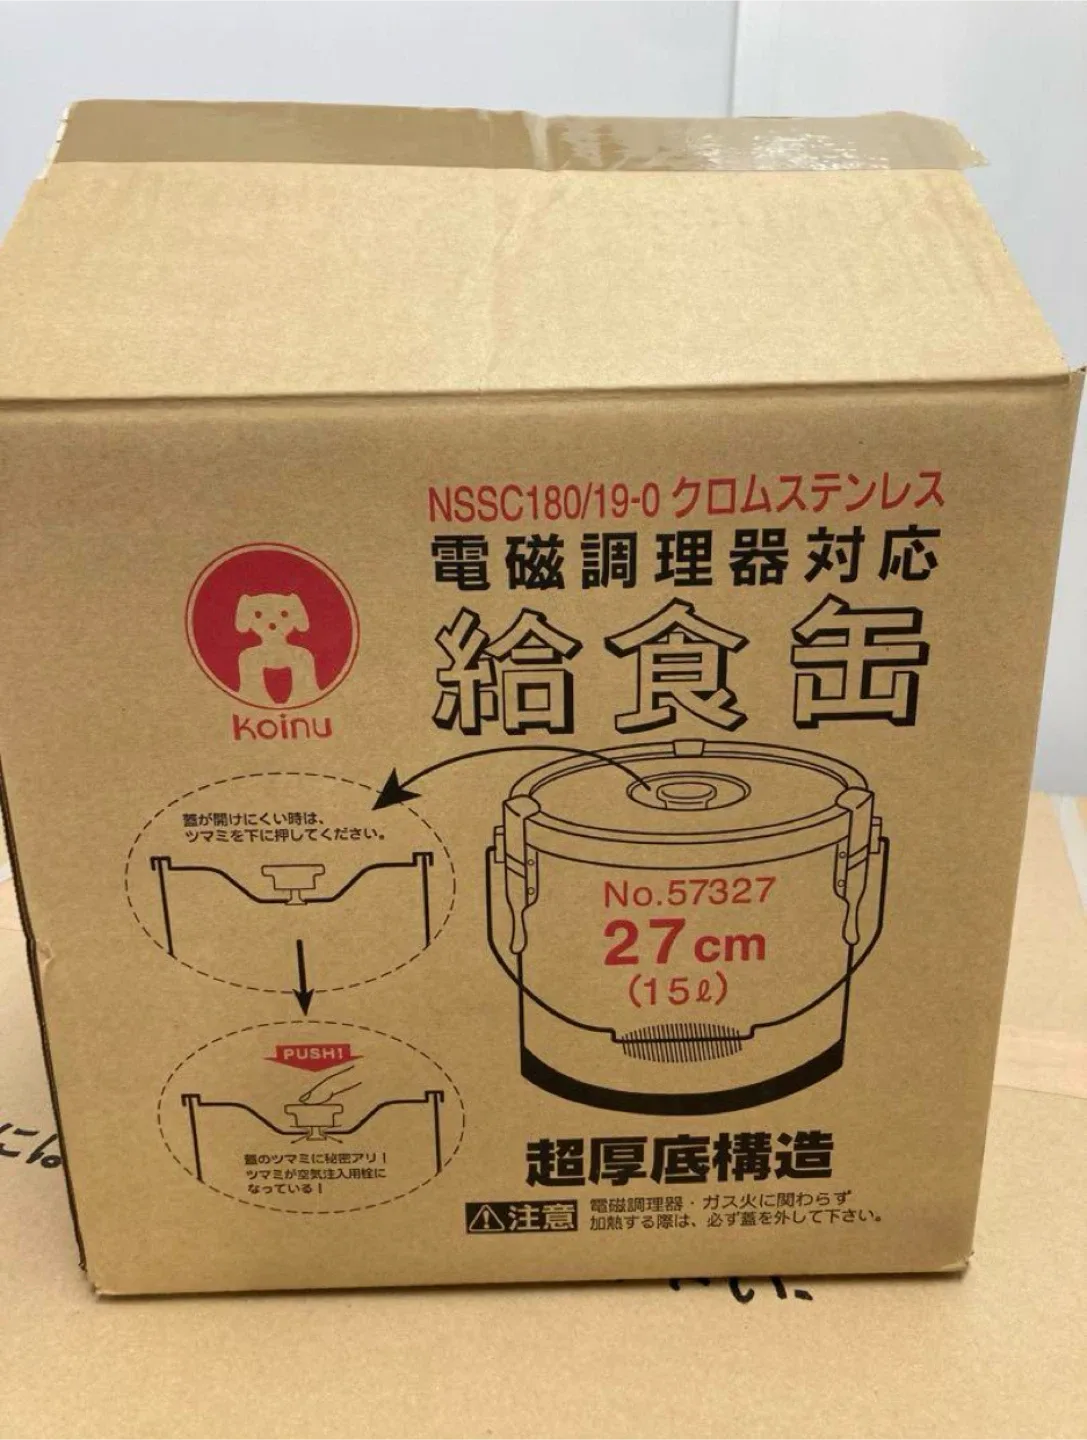 NSSC180/19-0 クロムステンレス
電磁調理器対応
給食缶
koinu
蓋が開けにくい時は、
ツマミを下に押してください。
No.57327
27cm
(15ℓ)
PUSH!
蓋のツマミに秘密アリ!
ツマミが空気注入用栓に
なっている!
超厚底構造
注意
電磁調理器・ガス火に関わらず
加熱する際は、必ず蓋を外して下さい。